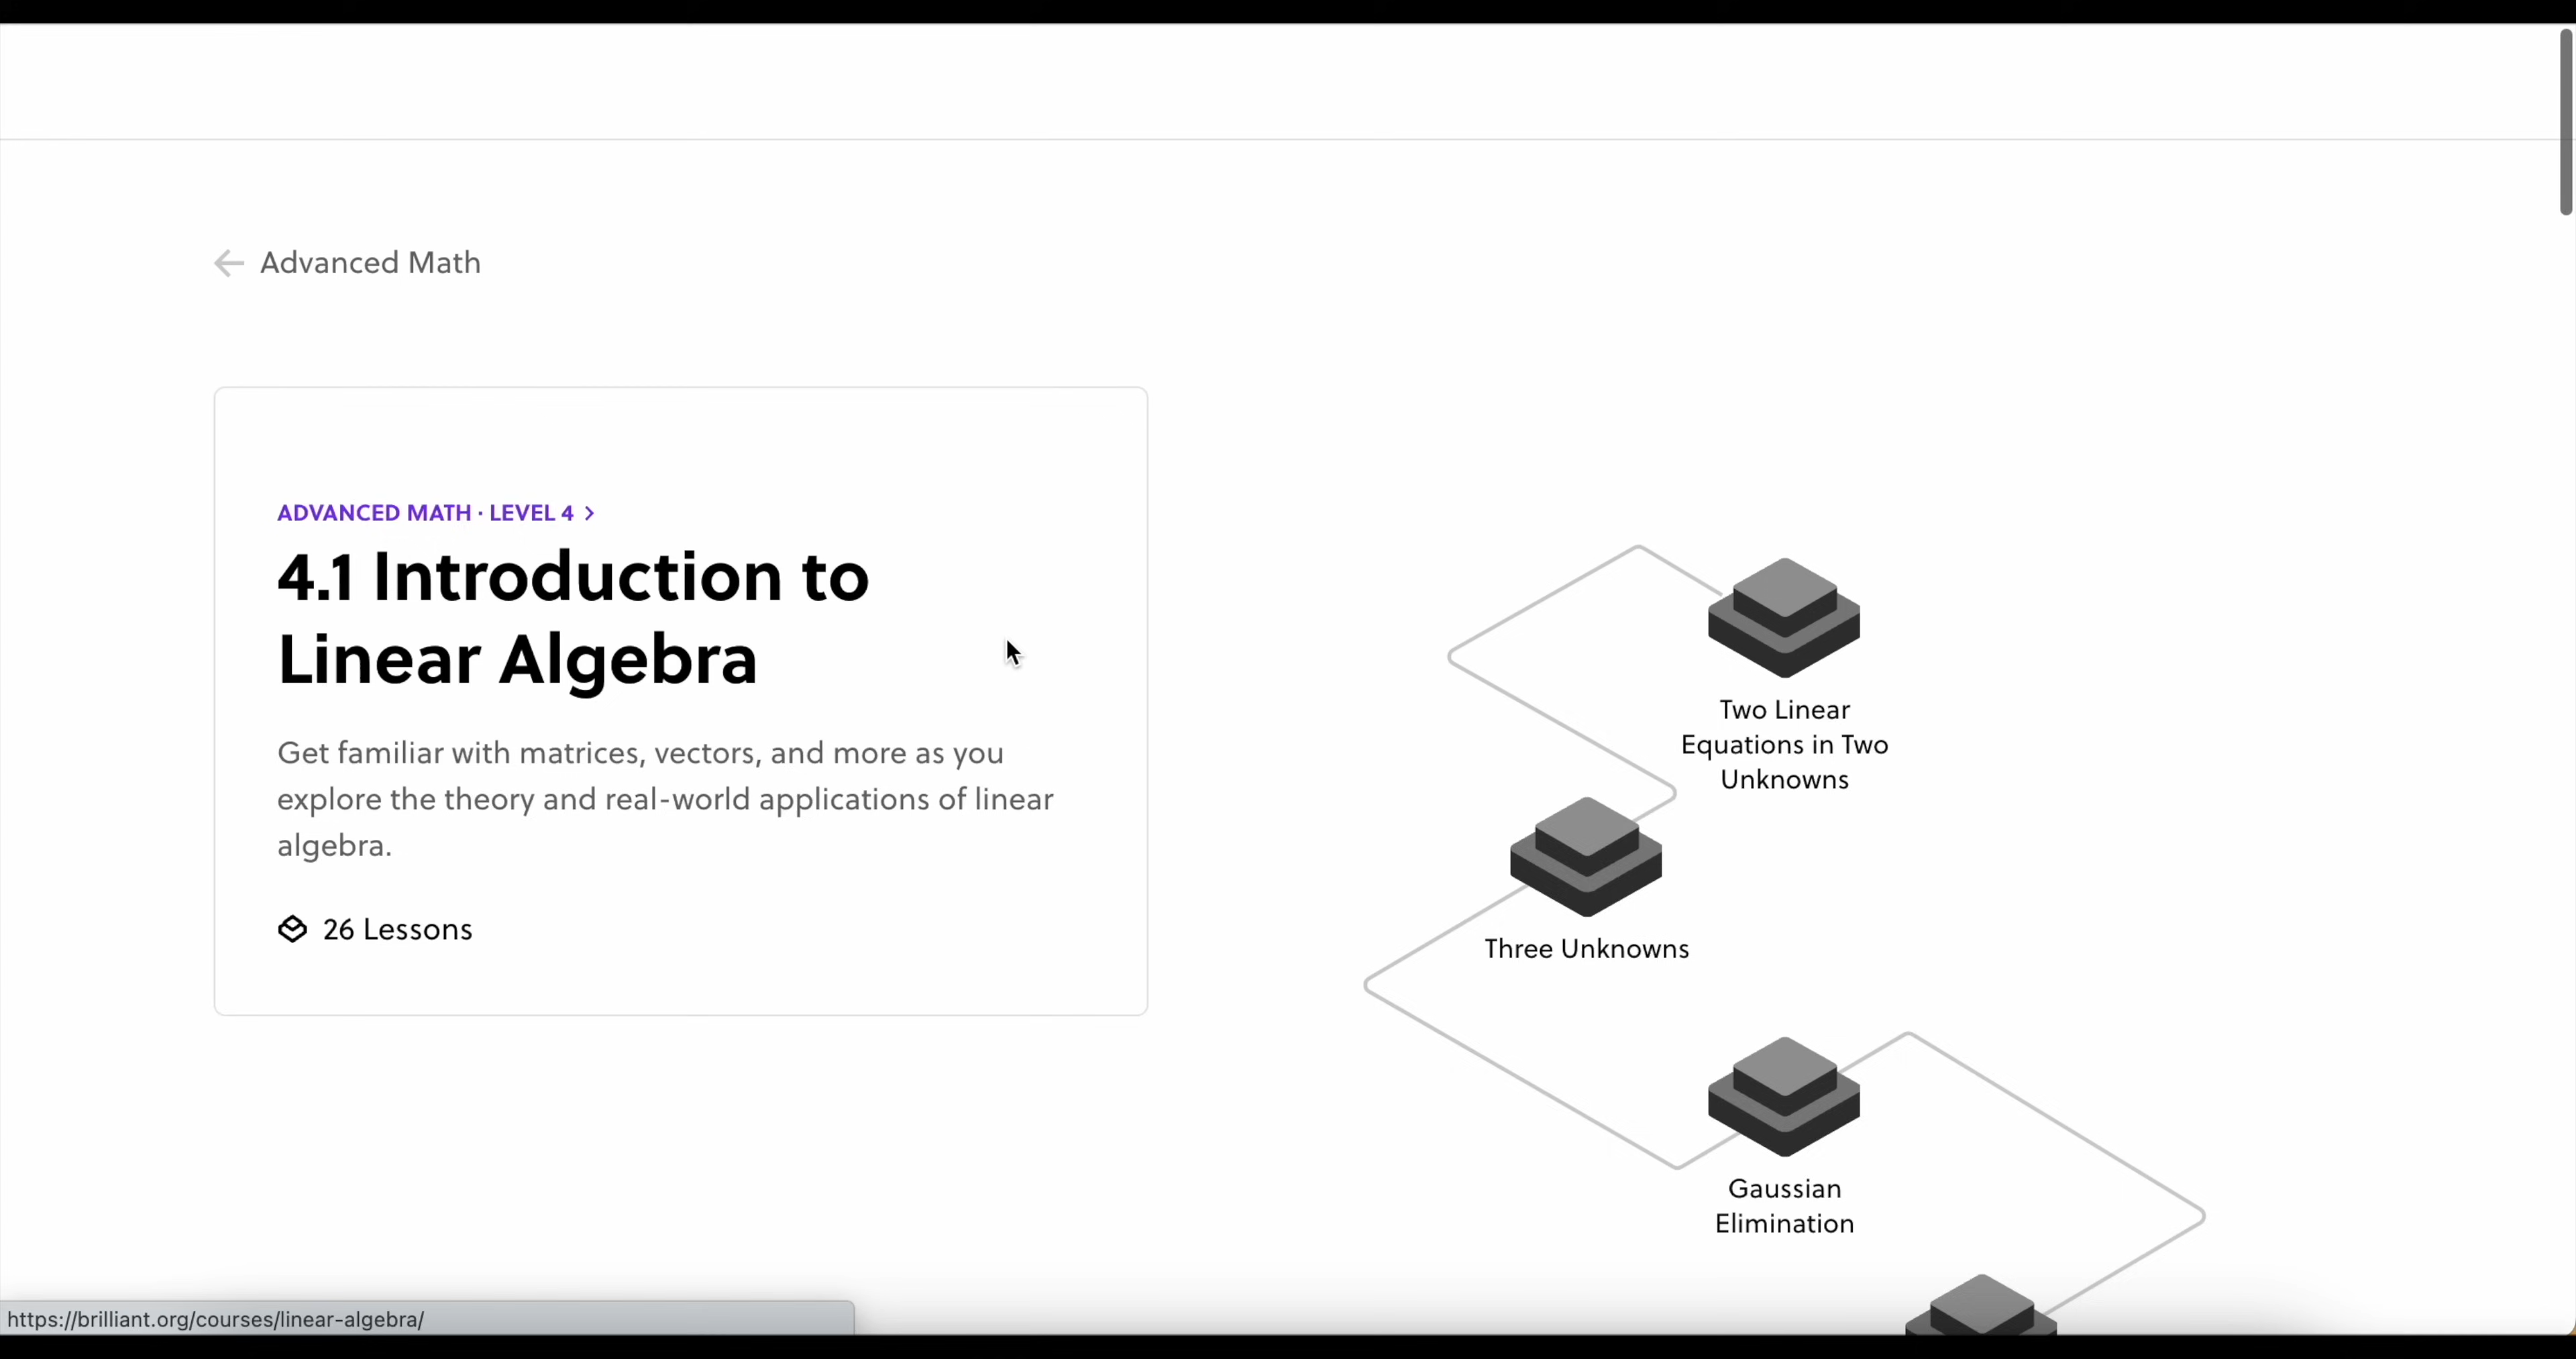 Advanced Math
ADVANCED MATH · LEVEL 4 >
4.1 Introduction to
Linear Algebra
Get familiar with matrices, vectors, and more as you
explore the theory and real-world applications of linear
algebra.
26 Lessons
Two Linear
Equations in Two
Unknowns
Three Unknowns
Gaussian
Elimination
https://brilliant.org/courses/linear-algebra/